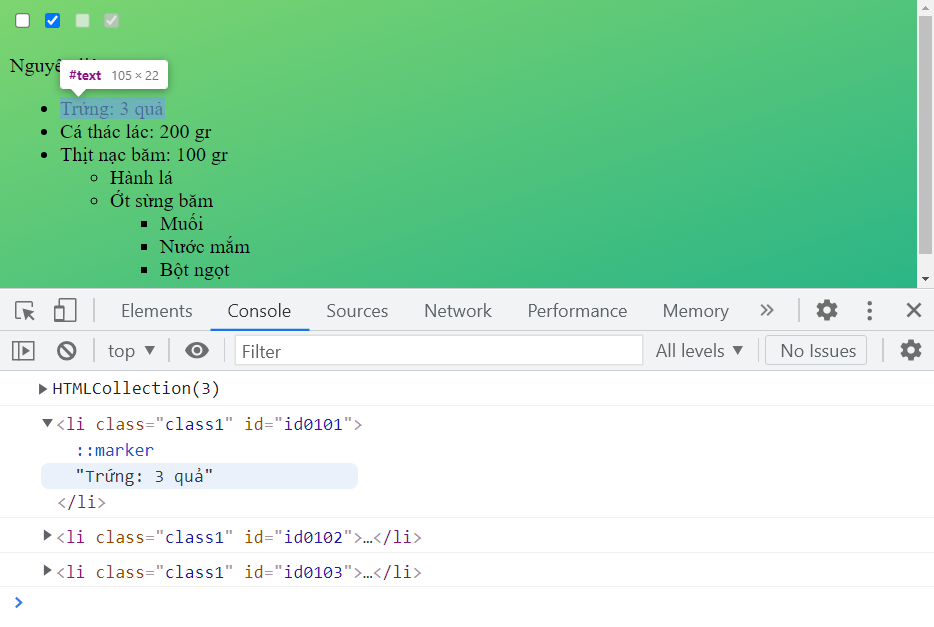 Nguyê
#text 105 × 22
Trứng: 3 quả
Cá thác lác: 200 gr
Thịt nạc băm: 100 gr
Hành lá
Ớt sừng băm
Muối
Nước mắm
Bột ngọt
Elements Console Sources Network Performance Memory
top Filter All levels No Issues
HTMLCollection(3)
<li class="class1" id="id0101">
::marker
"Trứng: 3 quả"
</li>
<li class="class1" id="id0102">…</li>
<li class="class1" id="id0103">…</li>